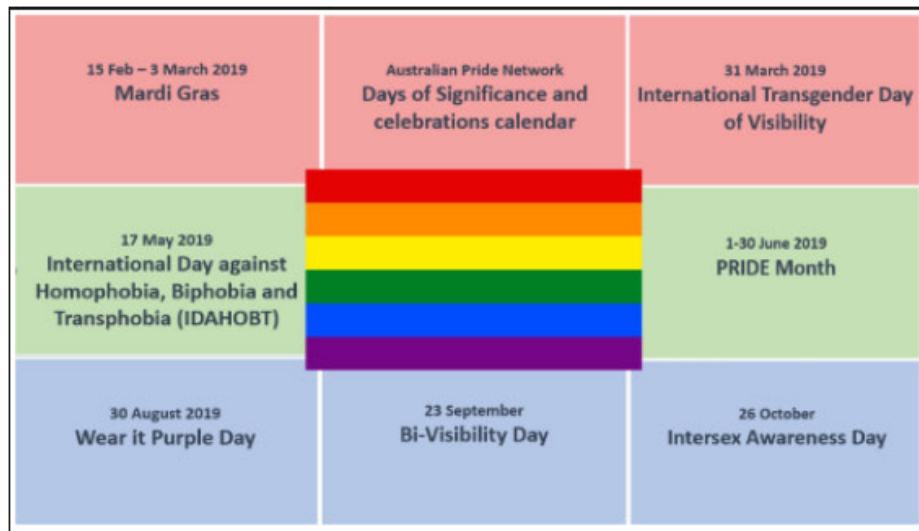 15 Feb – 3 March 2019
Mardi Gras
Australian Pride Network
Days of Significance and
celebrations calendar
31 March 2019
International Transgender Day
of Visibility
17 May 2019
International Day against
Homophobia, Biphobia and
Transphobia (IDAHOBT)
1-30 June 2019
PRIDE Month
30 August 2019
Wear it Purple Day
23 September
Bi-Visibility Day
26 October
Intersex Awareness Day